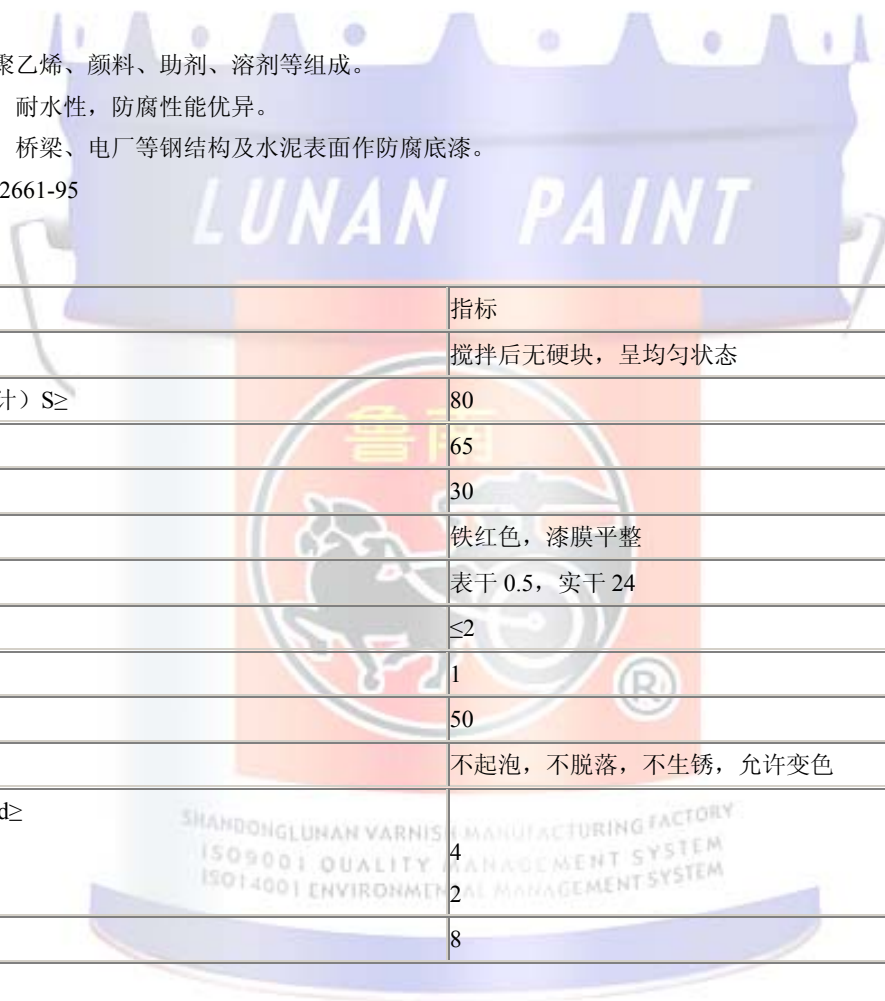 聚乙烯、颜料、助剂、溶剂等组成。
耐水性，防腐性能优异。
桥梁、电厂等钢结构及水泥表面作防腐底漆。
2661-95
LUNAN PAINT
指标
搅拌后无硬块，呈均匀状态
计）S≥ 80
鲁南
65
30
铁红色，漆膜平整
表干 0.5，实干 24
≤2
1
®
50
不起泡，不脱落，不生锈，允许变色
d≥
SHANDONGLUNAN VARNISH MANUFACTURING FACTORY
4
ISO9001 QUALITY MANAGEMENT SYSTEM
ISO14001 ENVIRONMENTAL MANAGEMENT SYSTEM
2
8